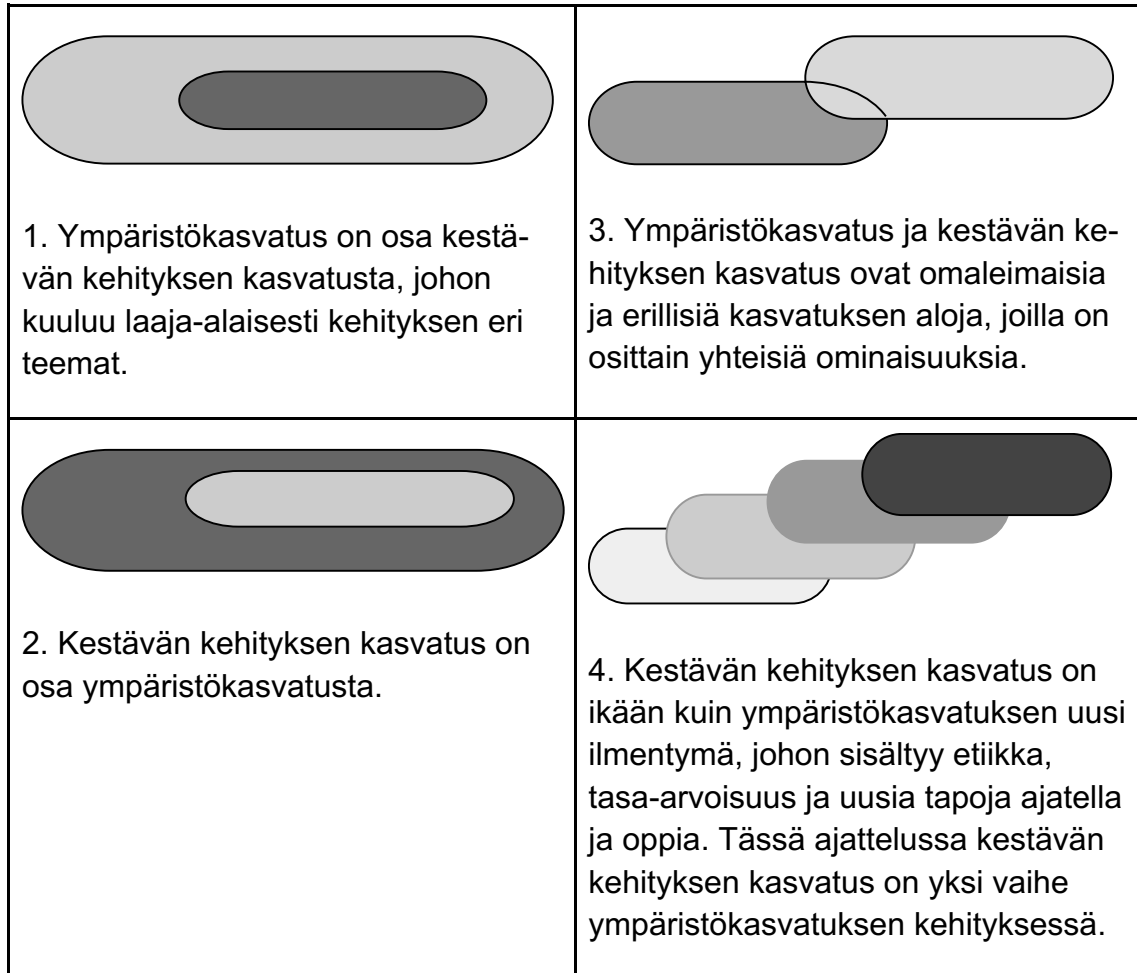 1. Ympäristökasvatus on osa kestä-
vän kehityksen kasvatusta, johon
kuuluu laaja-alaisesti kehityksen eri
teemat.
2. Kestävän kehityksen kasvatus on
osa ympäristökasvatusta.
3. Ympäristökasvatus ja kestävän ke-
hityksen kasvatus ovat omaleimaisia
ja erillisiä kasvatuksen aloja, joilla on
osittain yhteisiä ominaisuuksia.
4. Kestävän kehityksen kasvatus on
ikään kuin ympäristökasvatuksen uusi
ilmentymä, johon sisältyy etiikka,
tasa-arvoisuus ja uusia tapoja ajatella
ja oppia. Tässä ajattelussa kestävän
kehityksen kasvatus on yksi vaihe
ympäristökasvatuksen kehityksessä.